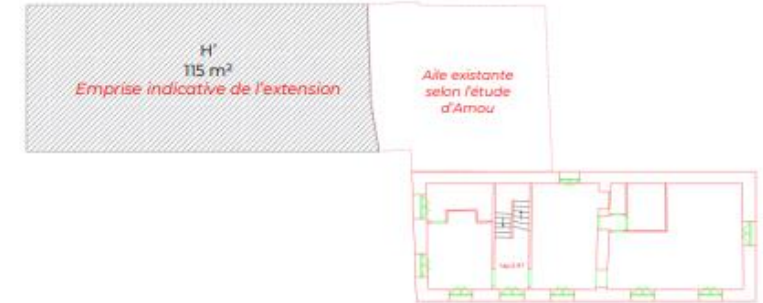 H'
115 m²
Emprise indicative de l'extension
Aile existante
selon l'étude
d'Arnou